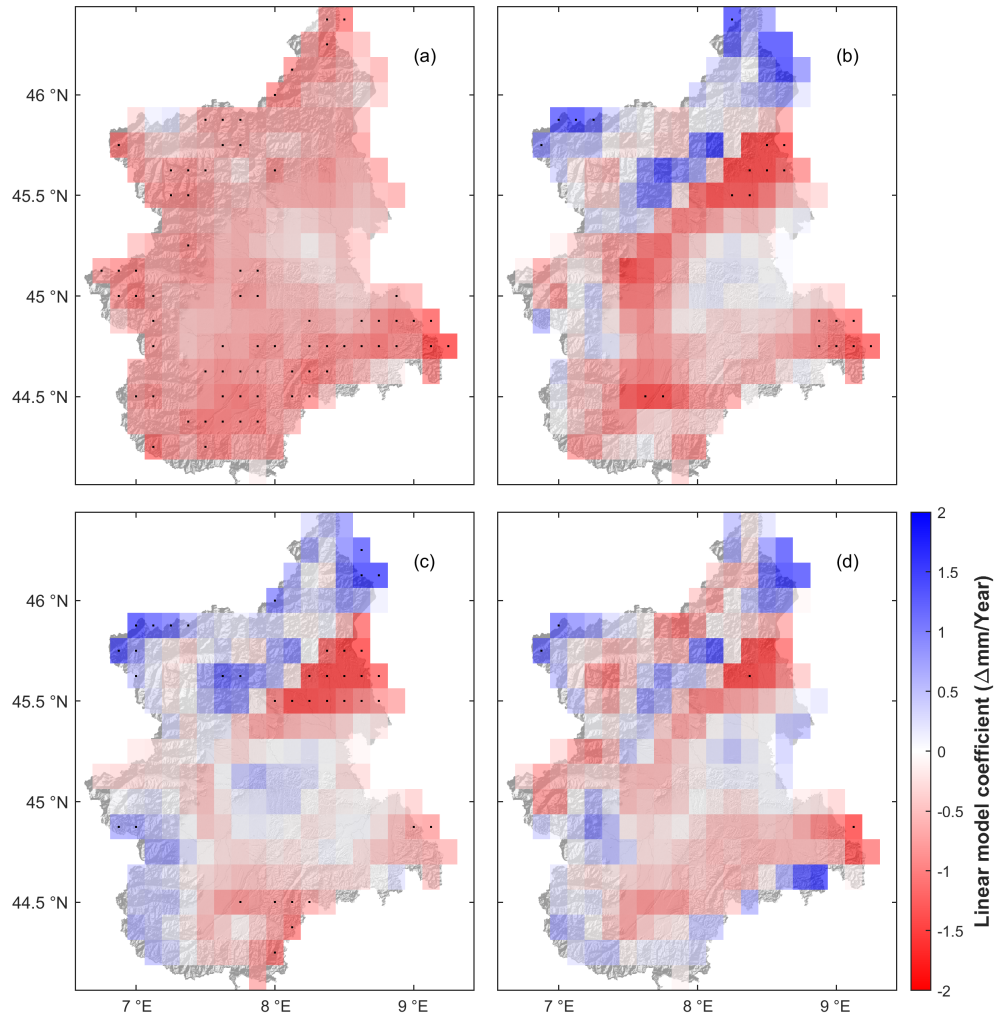 (a)
(b)
46 °N
45.5 °N
45 °N
44.5 °N
(c)
(d)
46 °N
45.5 °N
45 °N
44.5 °N
7 °E
8 °E
9 °E
7 °E
8 °E
9 °E
2
1.5
1
0.5
0
-0.5
-1
-1.5
-2
Linear model coefficient (△mm/Year)